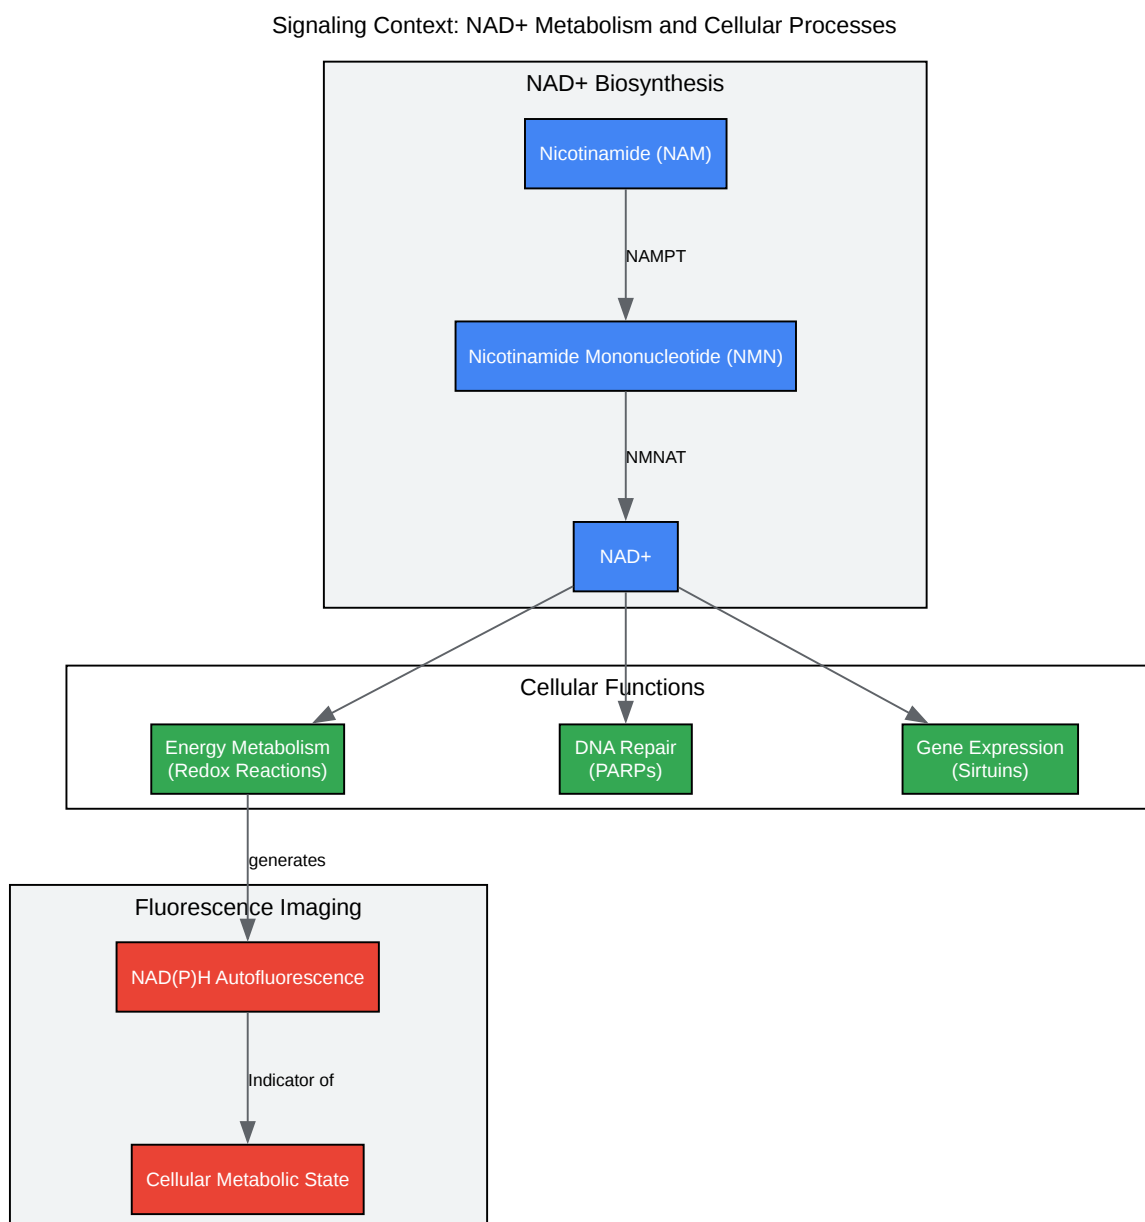 Signaling Context: NAD+ Metabolism and Cellular Processes
NAD+ Biosynthesis
Nicotinamide (NAM)
NAMPT
Nicotinamide Mononucleotide (NMN)
NMNAT
NAD+
Cellular Functions
Energy Metabolism
(Redox Reactions)
DNA Repair
(PARPs)
Gene Expression
(Sirtuins)
generates
Fluorescence Imaging
NAD(P)H Autofluorescence
Indicator of
Cellular Metabolic State